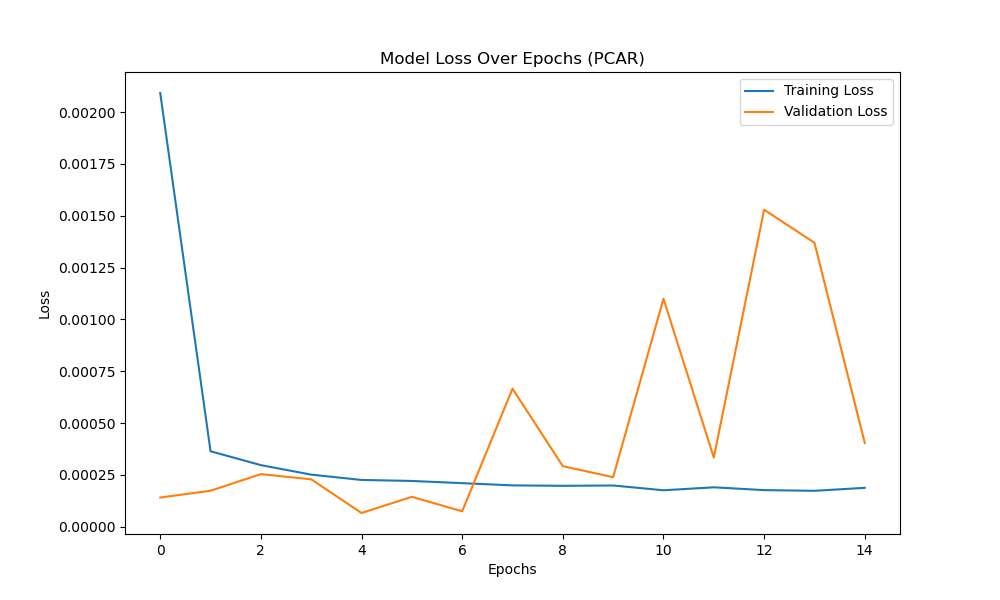 Model Loss Over Epochs (PCAR)
Training Loss
Validation Loss
0.00200
0.00175
0.00150
0.00125
0.00100
0.00075
0.00050
0.00025
0.00000
Loss
0 2 4 6 8 10 12 14
Epochs